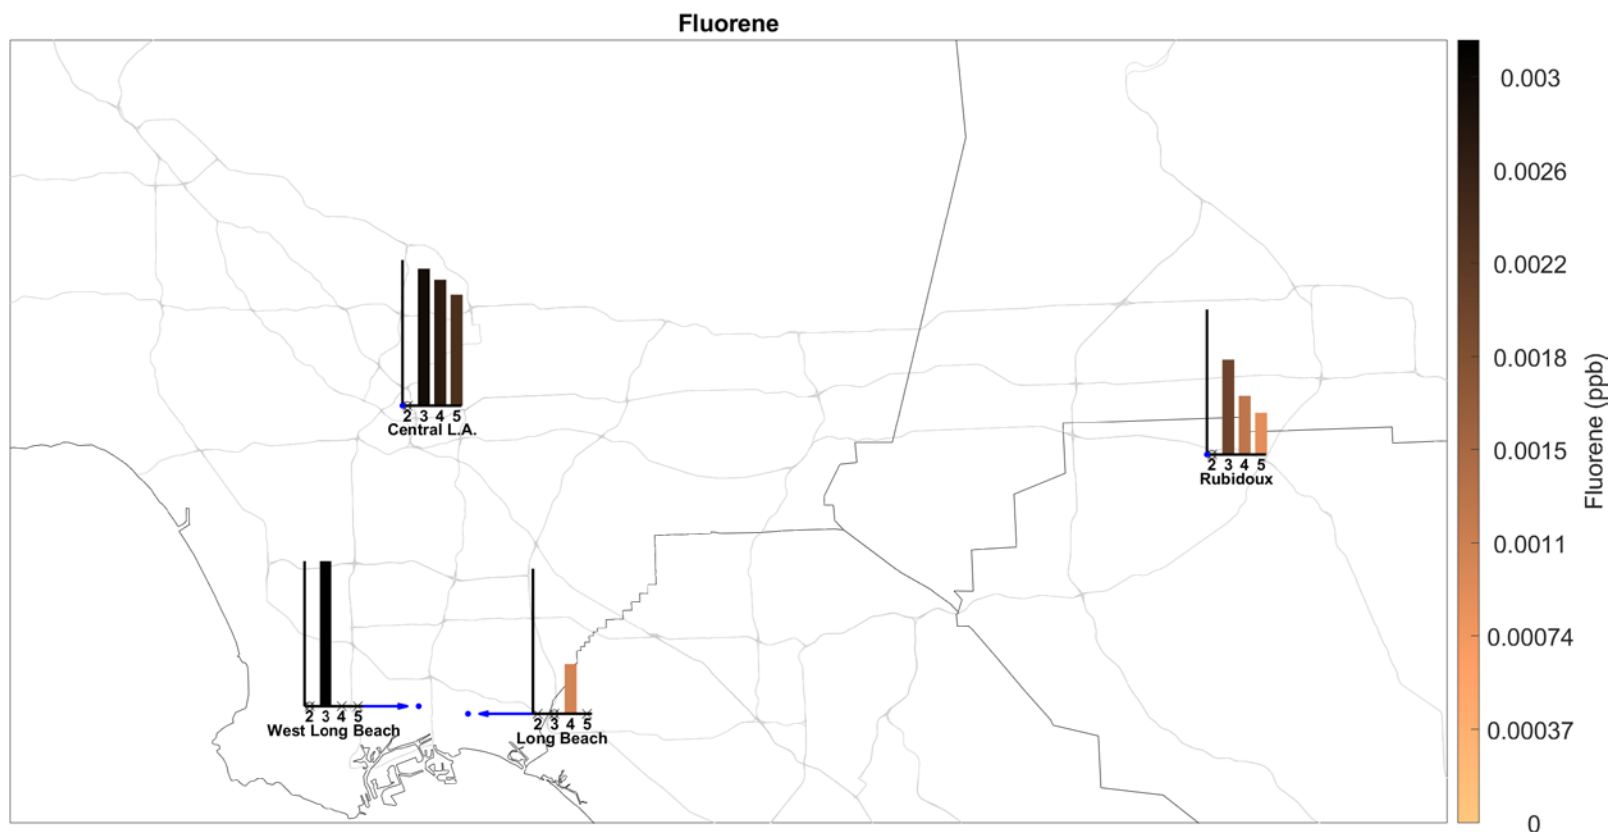 Fluorene
0.003
0.0026
0.0022
0.0018
0.0015
0.0011
0.00074
0.00037
0
Fluorene (ppb)
2 3 4 5
Central L.A.
2 3 4 5
Rubidoux
2 3 4 5
West Long Beach
2 3 4 5
Long Beach